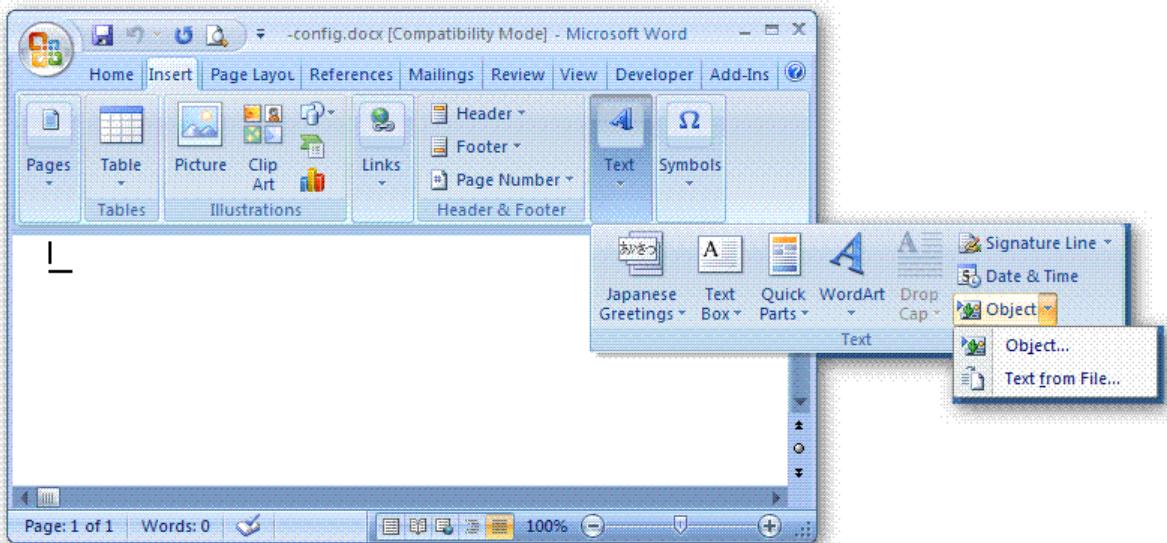 -config.docx [Compatibility Mode] - Microsoft Word
Home Insert Page Layou References Mailings Review View Developer Add-Ins
Pages
Table
Tables
Picture
Clip Art
Illustrations
Links
Header
Footer
Page Number
Header & Footer
Text
Symbols
Japanese Greetings
Text Box
Quick Parts
WordArt
Drop Cap
Signature Line
Date & Time
Object
Text
Object...
Text from File...
Page: 1 of 1 Words: 0 100%